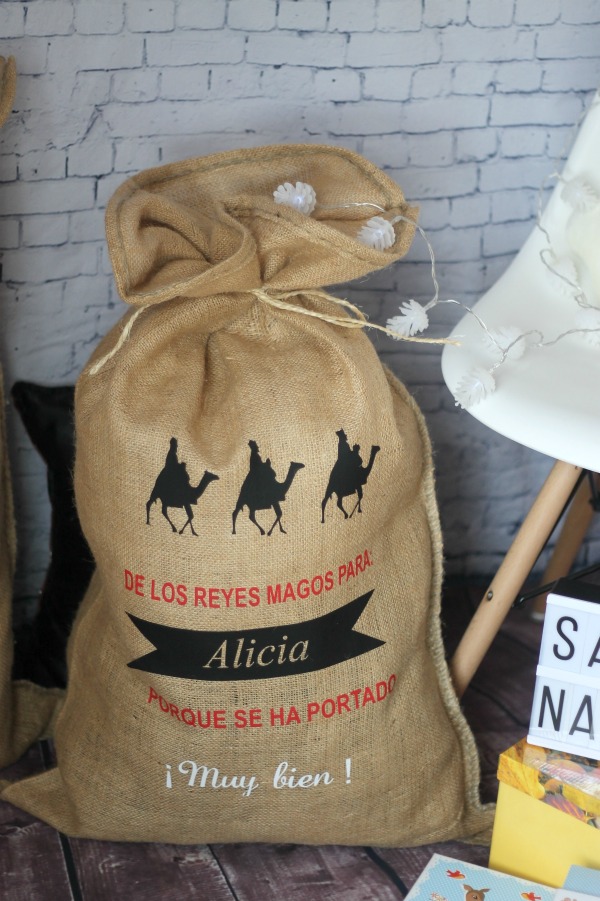 DE LOS REYES MAGOS PARA:
Alicia
PORQUE SE HA PORTADO
¡Muy bien !
SA
NA